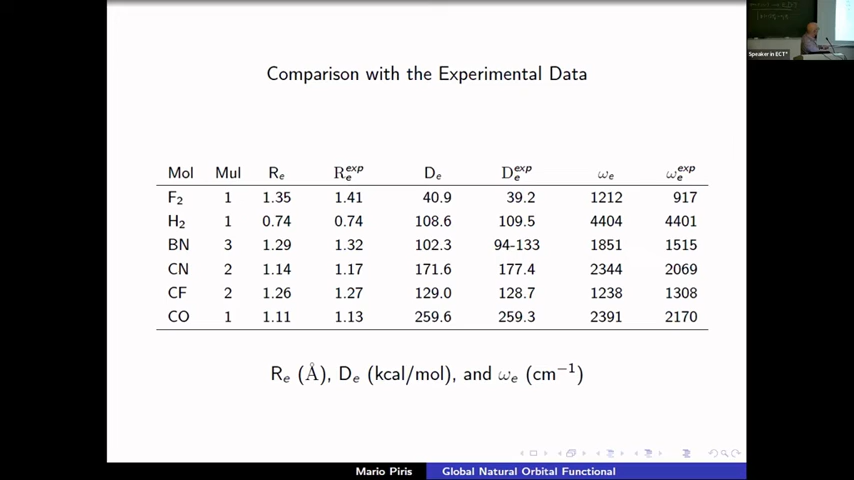 Comparison with the Experimental Data
Mol Mul Re Re^exp De De^exp ωe ωe^exp
F2 1 1.35 1.41 40.9 39.2 1212 917
H2 1 0.74 0.74 108.6 109.5 4404 4401
BN 3 1.29 1.32 102.3 94-133 1851 1515
CN 2 1.14 1.17 171.6 177.4 2344 2069
CF 2 1.26 1.27 129.0 128.7 1238 1308
CO 1 1.11 1.13 259.6 259.3 2391 2170
Re (Å), De (kcal/mol), and ωe (cm−1)
Mario Piris Global Natural Orbital Functional
Speaker in ECT*